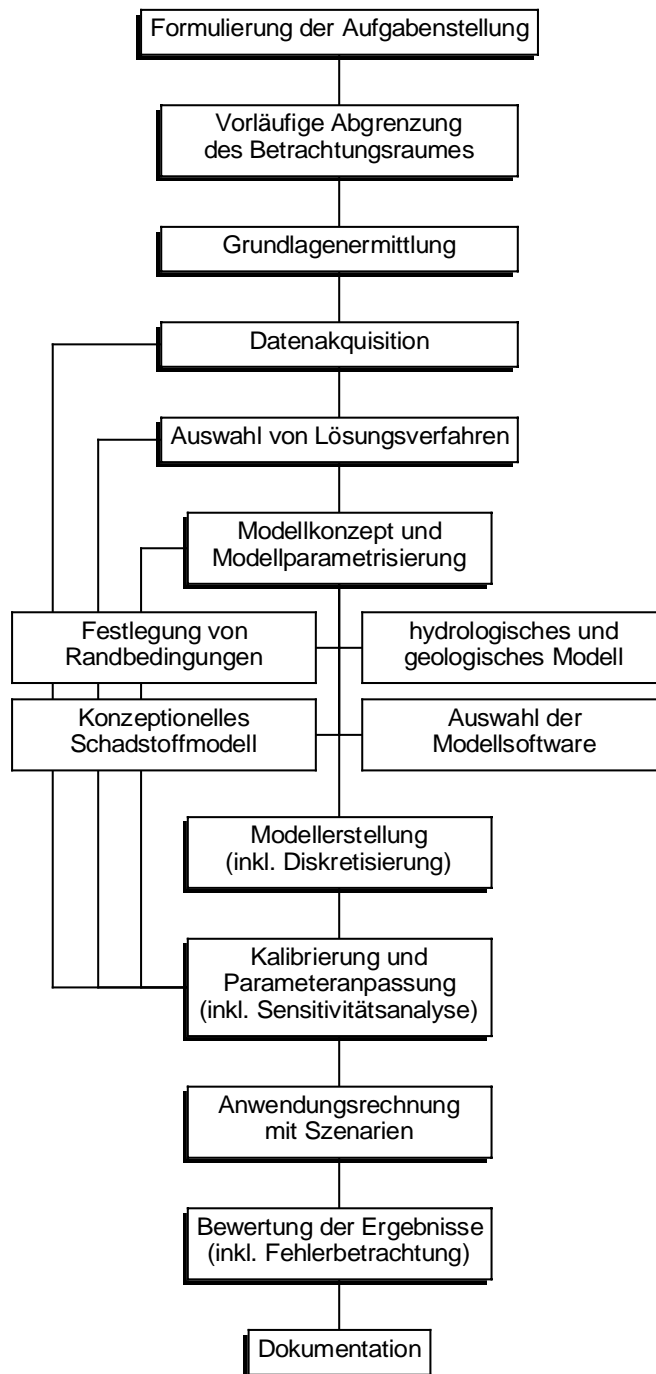 Formulierung der Aufgabenstellung
Vorläufige Abgrenzung
des Betrachtungsraumes
Grundlagenermittlung
Datenakquisition
Auswahl von Lösungsverfahren
Modellkonzept und
Modellparametrisierung
Festlegung von
Randbedingungen
hydrologisches und
geologisches Modell
Konzeptionelles
Schadstoffmodell
Auswahl der
Modellsoftware
Modellerstellung
(inkl. Diskretisierung)
Kalibrierung und
Parameteranpassung
(inkl. Sensitivitätsanalyse)
Anwendungsrechnung
mit Szenarien
Bewertung der Ergebnisse
(inkl. Fehlerbetrachtung)
Dokumentation